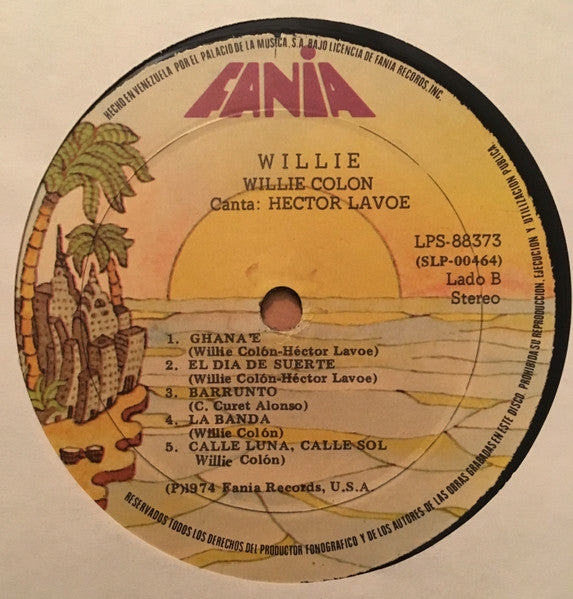 HECHO EN VENEZUELA POR EL PALACIO DE LA MUSICA, S.A. BAJO LICENCIA DE FANIA RECORDS, INC.
FANIA
WILLIE
WILLIE COLON
Canta: HECTOR LAVOE
LPS-88373
(SLP-00464)
Lado B
Stereo
1. GHANA'E
(Willie Colón-Héctor Lavoe)
2. EL DIA DE SUERTE
(Willie Colón-Héctor Lavoe)
3. BARRUNTO
(C. Curet Alonso)
4. LA BANDA
(Willie Colón)
5. CALLE LUNA, CALLE SOL
Willie Colón)
(P)1974 Fania Records, U.S.A.
PROHIBIDA SU REPRODUCCION, EJECUCION Y UTILIZACION PUBLICA.
RESERVADOS TODOS LOS DERECHOS DEL PRODUCTOR FONOGRAFICO Y DE LOS AUTORES DE LAS OBRAS GRABADAS EN ESTE DISCO.